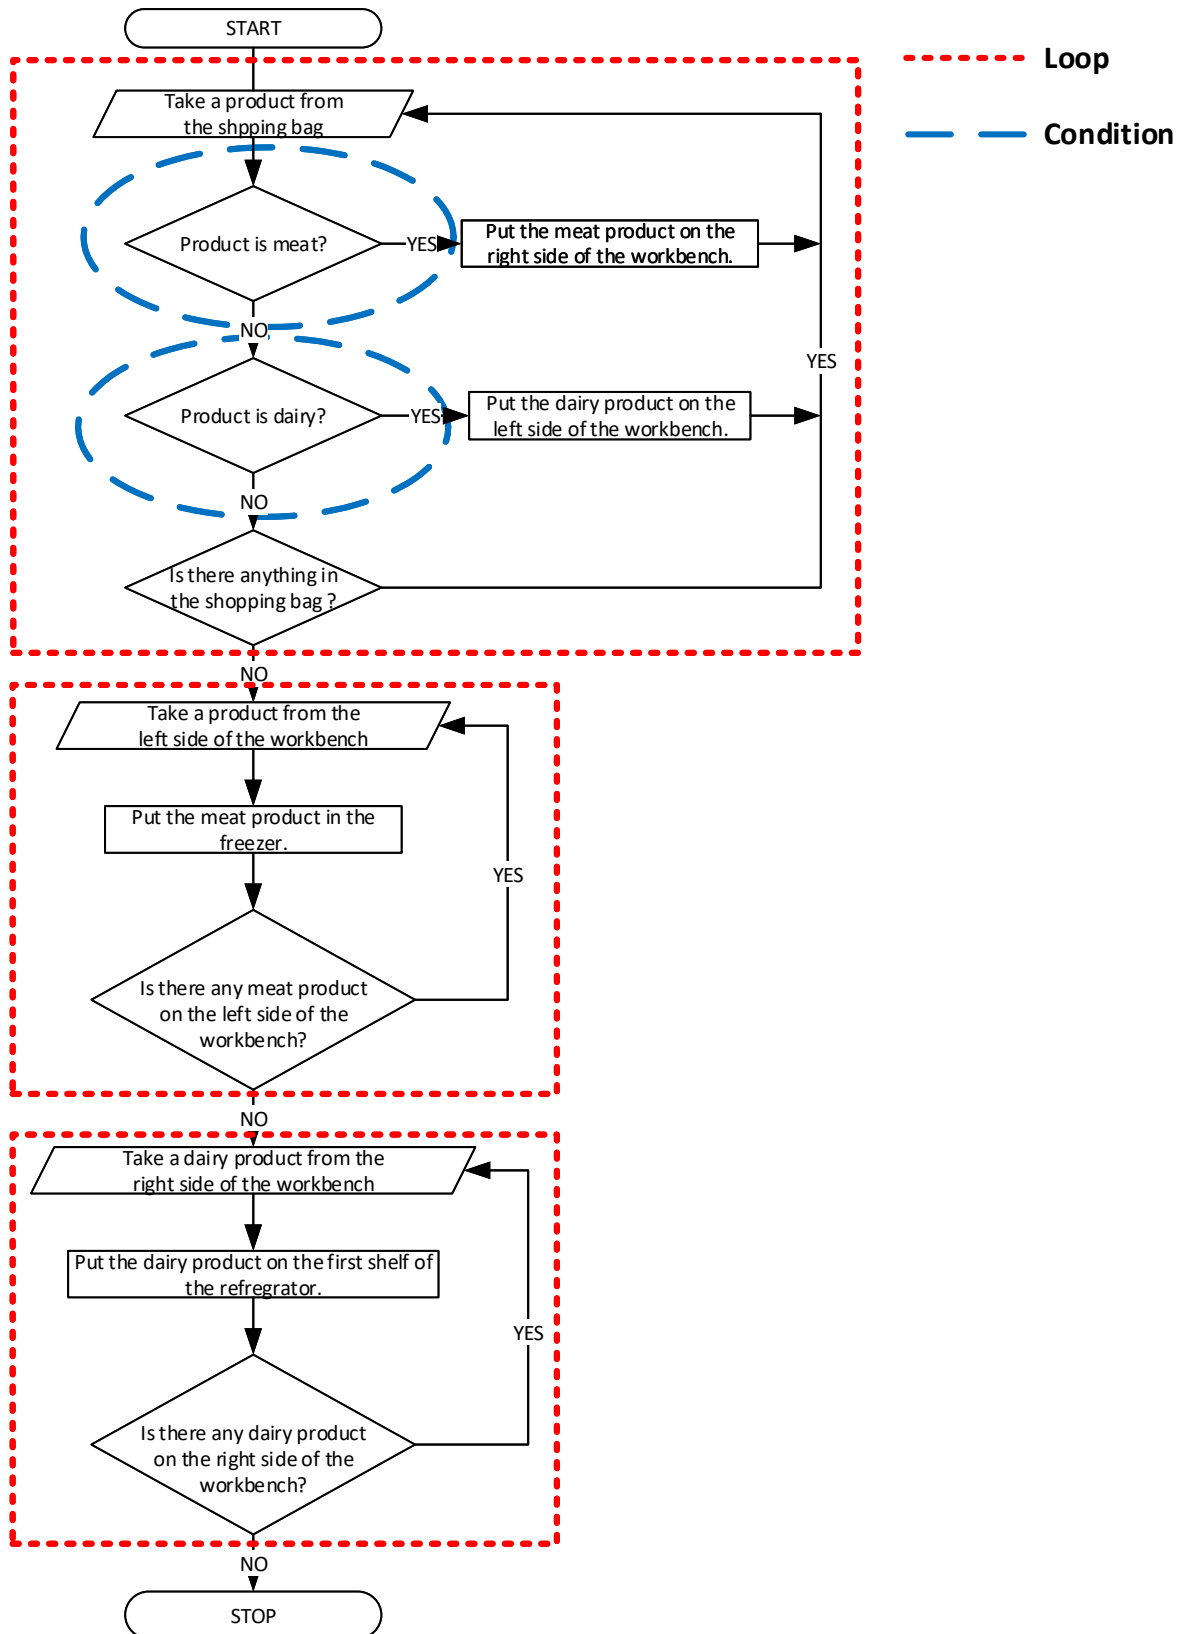 START
Loop
Take a product from
the shpping bag
Condition
Product is meat?
YES
Put the meat product on the
right side of the workbench.
NO
YES
Product is dairy?
YES
Put the dairy product on the
left side of the workbench.
NO
Is there anything in
the shopping bag ?
NO
Take a product from the
left side of the workbench
Put the meat product in the
freezer.
YES
Is there any meat product
on the left side of the
workbench?
NO
Take a dairy product from the
right side of the workbench
Put the dairy product on the first shelf of
the refregrator.
YES
Is there any dairy product
on the right side of the
workbench?
NO
STOP